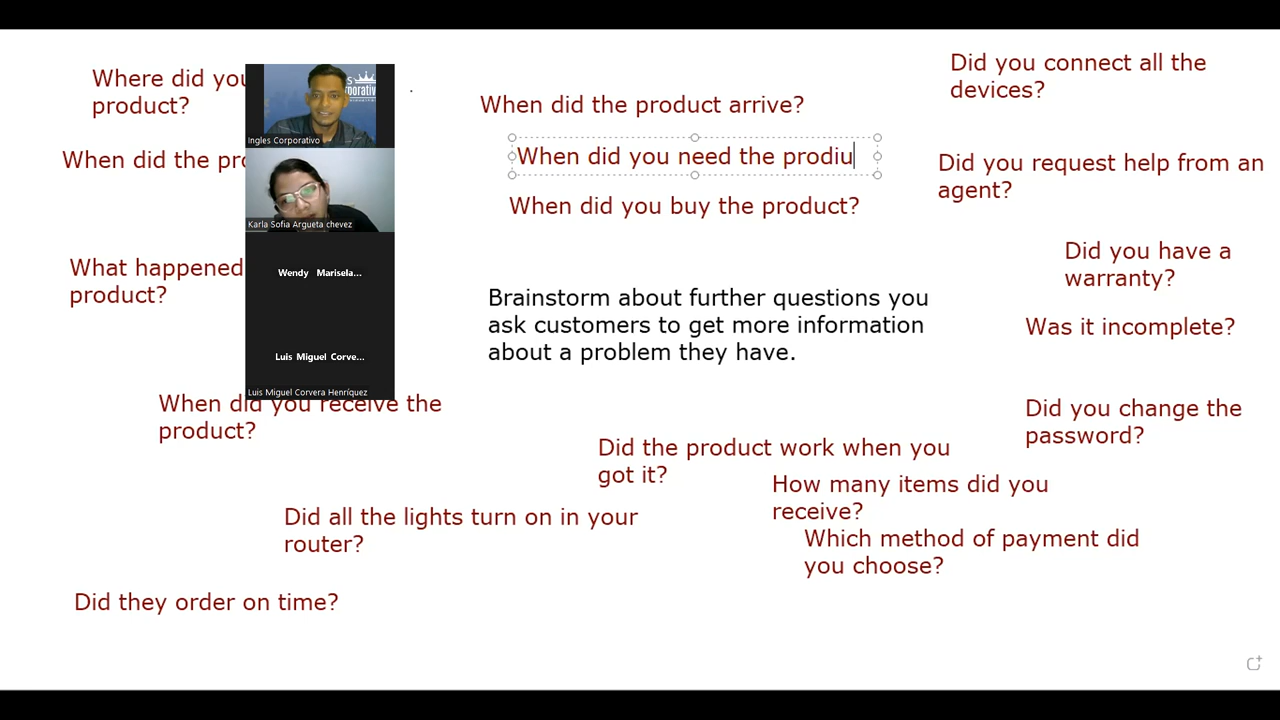 Where did you
product?
When did the
What happened
product?
Ingles Corporativo
Karla Sofia Argueta chevez
Wendy Marisela...
Luis Miguel Corve...
Luis Miguel Corvera Henríquez
When did you receive the
product?
Did all the lights turn on in your
router?
Did they order on time?
When did the product arrive?
When did you need the prodiu
When did you buy the product?
Brainstorm about further questions you
ask customers to get more information
about a problem they have.
Did the product work when you
got it?
How many items did you
receive?
Which method of payment did
you choose?
Did you connect all the
devices?
Did you request help from an
agent?
Did you have a
warranty?
Was it incomplete?
Did you change the
password?